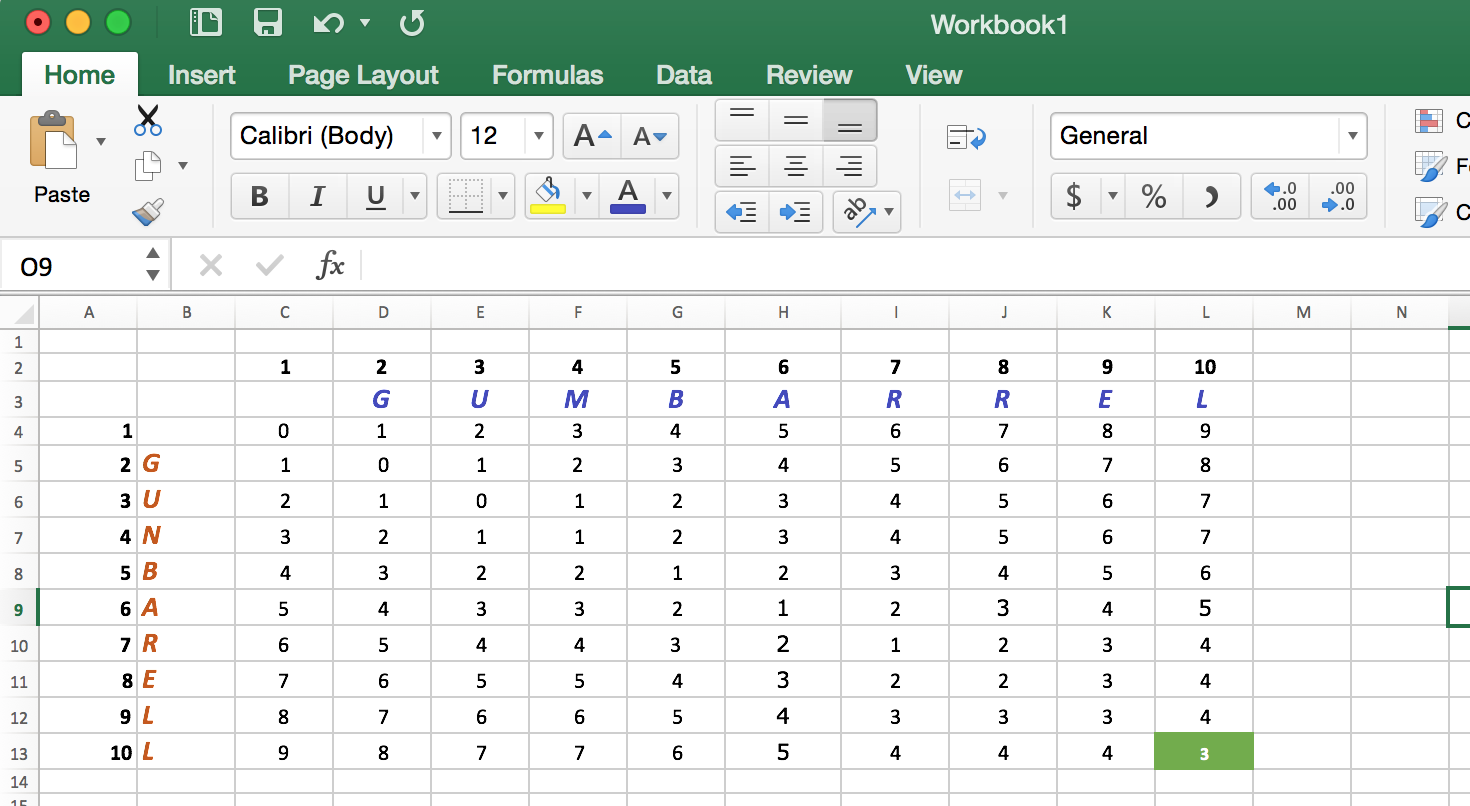 Workbook1
Home Insert Page Layout Formulas Data Review View
Calibri (Body) 12 A A General C
Paste F
B I U A ab $ % .0 .00 .00 .0 C
O9 fx
A B C D E F G H I J K L M N
1
2 1 2 3 4 5 6 7 8 9 10
3 G U M B A R R E L
4 1 0 1 2 3 4 5 6 7 8 9
5 2 G 1 0 1 2 3 4 5 6 7 8
6 3 U 2 1 0 1 2 3 4 5 6 7
7 4 N 3 2 1 1 2 3 4 5 6 7
8 5 B 4 3 2 2 1 2 3 4 5 6
9 6 A 5 4 3 3 2 1 2 3 4 5
10 7 R 6 5 4 4 3 2 1 2 3 4
11 8 E 7 6 5 5 4 3 2 2 3 4
12 9 L 8 7 6 6 5 4 3 3 3 4
13 10 L 9 8 7 7 6 5 4 4 4 3
14
15